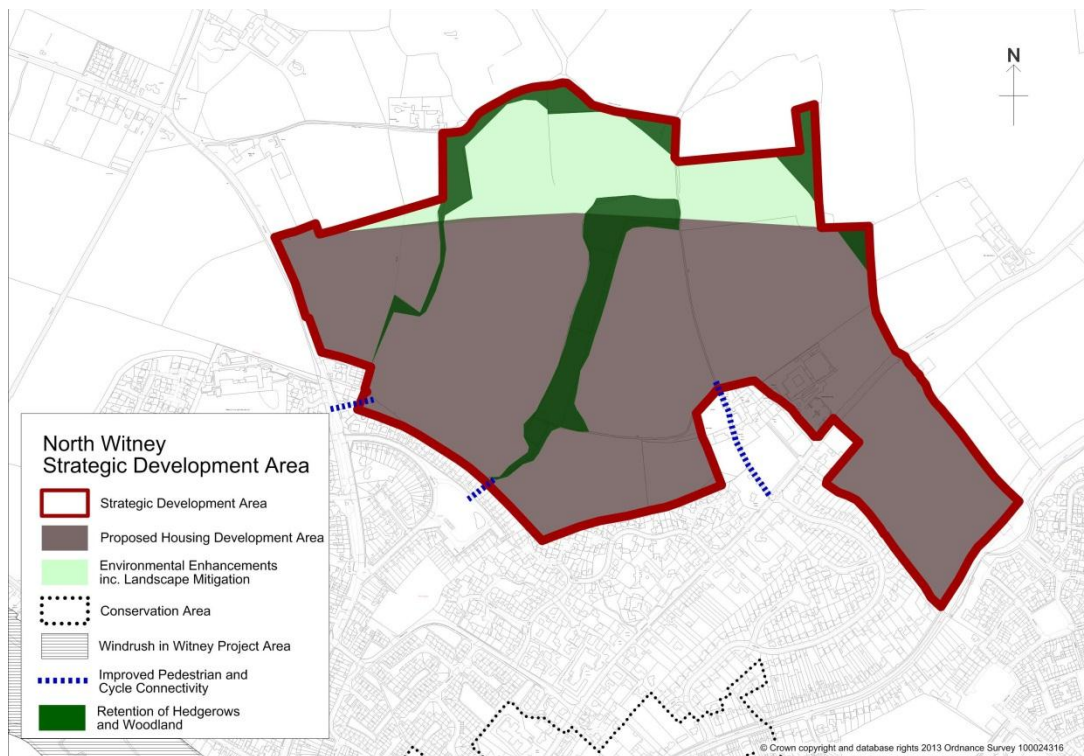 N
North Witney
Strategic Development Area
Strategic Development Area
Proposed Housing Development Area
Environmental Enhancements
inc. Landscape Mitigation
Conservation Area
Windrush in Witney Project Area
Improved Pedestrian and
Cycle Connectivity
Retention of Hedgerows
and Woodland
© Crown copyright and database rights 2013 Ordnance Survey 100024316